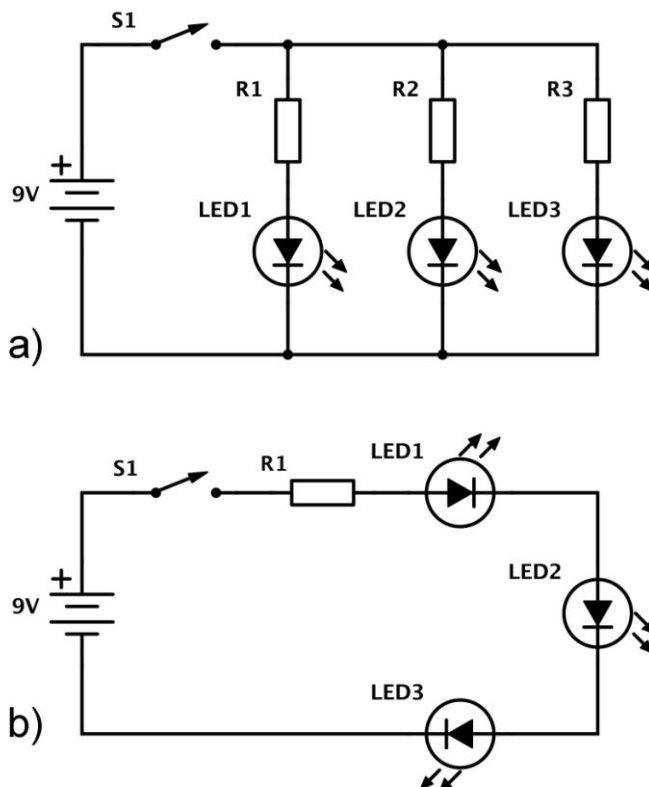 S1
R1 R2 R3
+
9V
LED1 LED2 LED3
a)
LED1
S1 R1
LED2
+
9V
LED3
b)